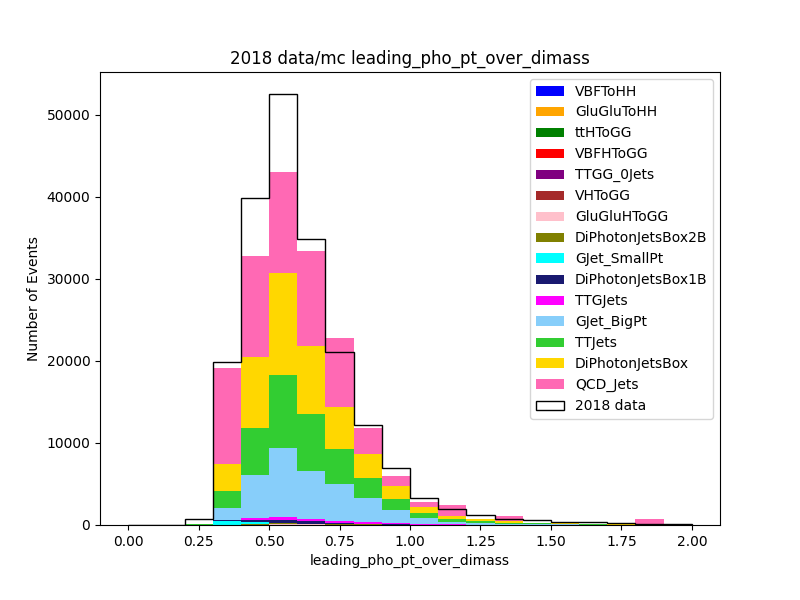 2018 data/mc leading_pho_pt_over_dimass
Number of Events
50000
40000
30000
20000
10000
0
0.00 0.25 0.50 0.75 1.00 1.25 1.50 1.75 2.00
leading_pho_pt_over_dimass
VBFToHH
GluGluToHH
ttHToGG
VBFHToGG
TTGG_0Jets
VHToGG
GluGluHToGG
DiPhotonJetsBox2B
GJet_SmallPt
DiPhotonJetsBox1B
TTGJets
GJet_BigPt
TTJets
DiPhotonJetsBox
QCD_Jets
2018 data